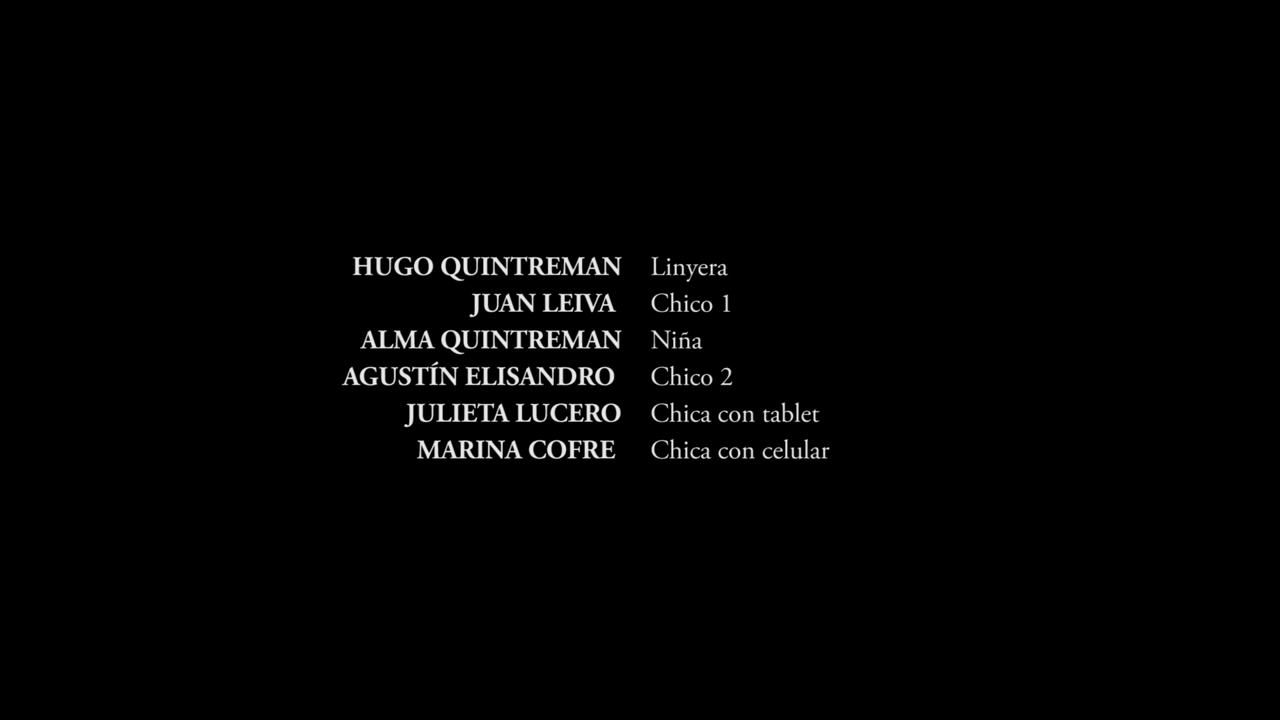 HUGO QUINTREMAN Linyera
JUAN LEIVA Chico 1
ALMA QUINTREMAN Niña
AGUSTÍN ELISANDRO Chico 2
JULIETA LUCERO Chica con tablet
MARINA COFRE Chica con celular